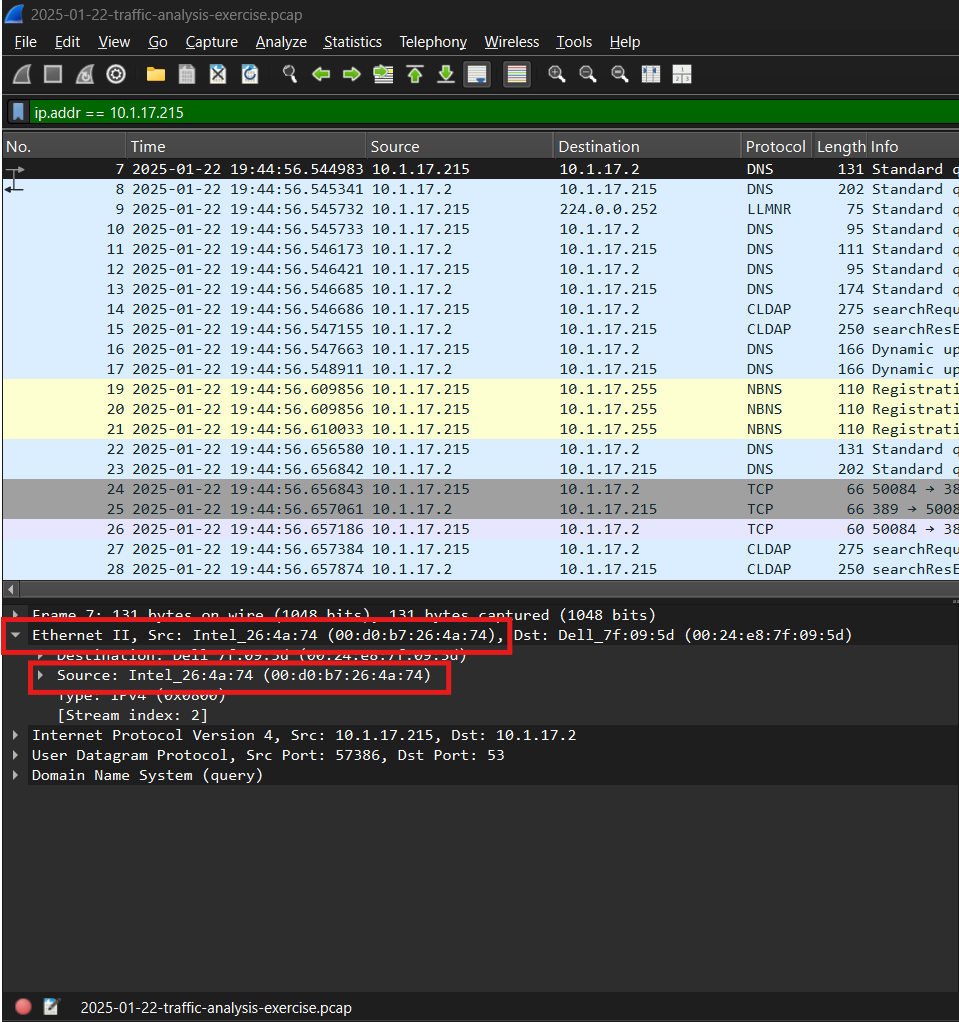 2025-01-22-traffic-analysis-exercise.pcap
File Edit View Go Capture Analyze Statistics Telephony Wireless Tools Help
ip.addr == 10.1.17.215
No. Time Source Destination Protocol Length Info
7 2025-01-22 19:44:56.544983 10.1.17.215 10.1.17.2 DNS 131 Standard q
8 2025-01-22 19:44:56.545341 10.1.17.2 10.1.17.215 DNS 202 Standard q
9 2025-01-22 19:44:56.545732 10.1.17.215 224.0.0.252 LLMNR 75 Standard q
10 2025-01-22 19:44:56.545733 10.1.17.215 10.1.17.2 DNS 95 Standard q
11 2025-01-22 19:44:56.546173 10.1.17.2 10.1.17.215 DNS 111 Standard q
12 2025-01-22 19:44:56.546421 10.1.17.215 10.1.17.2 DNS 95 Standard q
13 2025-01-22 19:44:56.546685 10.1.17.2 10.1.17.215 DNS 174 Standard q
14 2025-01-22 19:44:56.546686 10.1.17.215 10.1.17.2 CLDAP 275 searchRequ
15 2025-01-22 19:44:56.547155 10.1.17.2 10.1.17.215 CLDAP 250 searchResE
16 2025-01-22 19:44:56.547663 10.1.17.215 10.1.17.2 DNS 166 Dynamic up
17 2025-01-22 19:44:56.548911 10.1.17.2 10.1.17.215 DNS 166 Dynamic up
19 2025-01-22 19:44:56.609856 10.1.17.215 10.1.17.255 NBNS 110 Registrati
20 2025-01-22 19:44:56.609856 10.1.17.215 10.1.17.255 NBNS 110 Registrati
21 2025-01-22 19:44:56.610033 10.1.17.215 10.1.17.255 NBNS 110 Registrati
22 2025-01-22 19:44:56.656580 10.1.17.215 10.1.17.2 DNS 131 Standard q
23 2025-01-22 19:44:56.656842 10.1.17.2 10.1.17.215 DNS 202 Standard q
24 2025-01-22 19:44:56.656843 10.1.17.215 10.1.17.2 TCP 66 50084 → 38
25 2025-01-22 19:44:56.657061 10.1.17.2 10.1.17.215 TCP 66 389 → 5008
26 2025-01-22 19:44:56.657186 10.1.17.215 10.1.17.2 TCP 60 50084 → 38
27 2025-01-22 19:44:56.657384 10.1.17.215 10.1.17.2 CLDAP 275 searchRequ
28 2025-01-22 19:44:56.657874 10.1.17.2 10.1.17.215 CLDAP 250 searchResE
Frame 7: 131 bytes on wire (1048 bits), 131 bytes captured (1048 bits)
Ethernet II, Src: Intel_26:4a:74 (00:d0:b7:26:4a:74), Dst: Dell_7f:09:5d (00:24:e8:7f:09:5d)
Destination: Dell_7f:09:5d (00:24:e8:7f:09:5d)
Source: Intel_26:4a:74 (00:d0:b7:26:4a:74)
Type: IPv4 (0x0800)
[Stream index: 2]
Internet Protocol Version 4, Src: 10.1.17.215, Dst: 10.1.17.2
User Datagram Protocol, Src Port: 57386, Dst Port: 53
Domain Name System (query)
2025-01-22-traffic-analysis-exercise.pcap